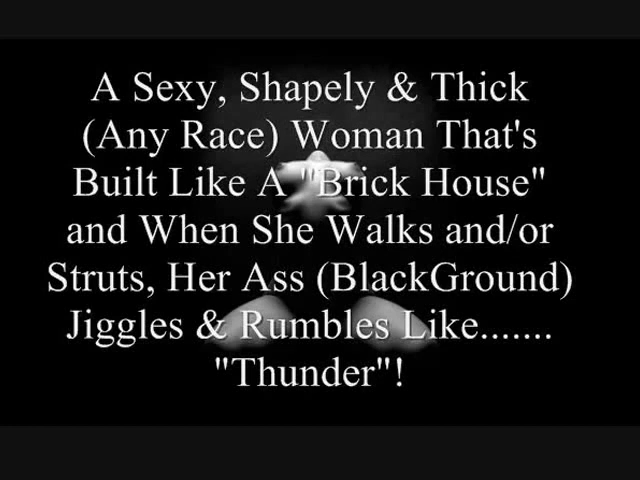 A Sexy, Shapely & Thick
(Any Race) Woman That's
Built Like A "Brick House"
and When She Walks and/or
Struts, Her Ass (BlackGround)
Jiggles & Rumbles Like.......
"Thunder"!